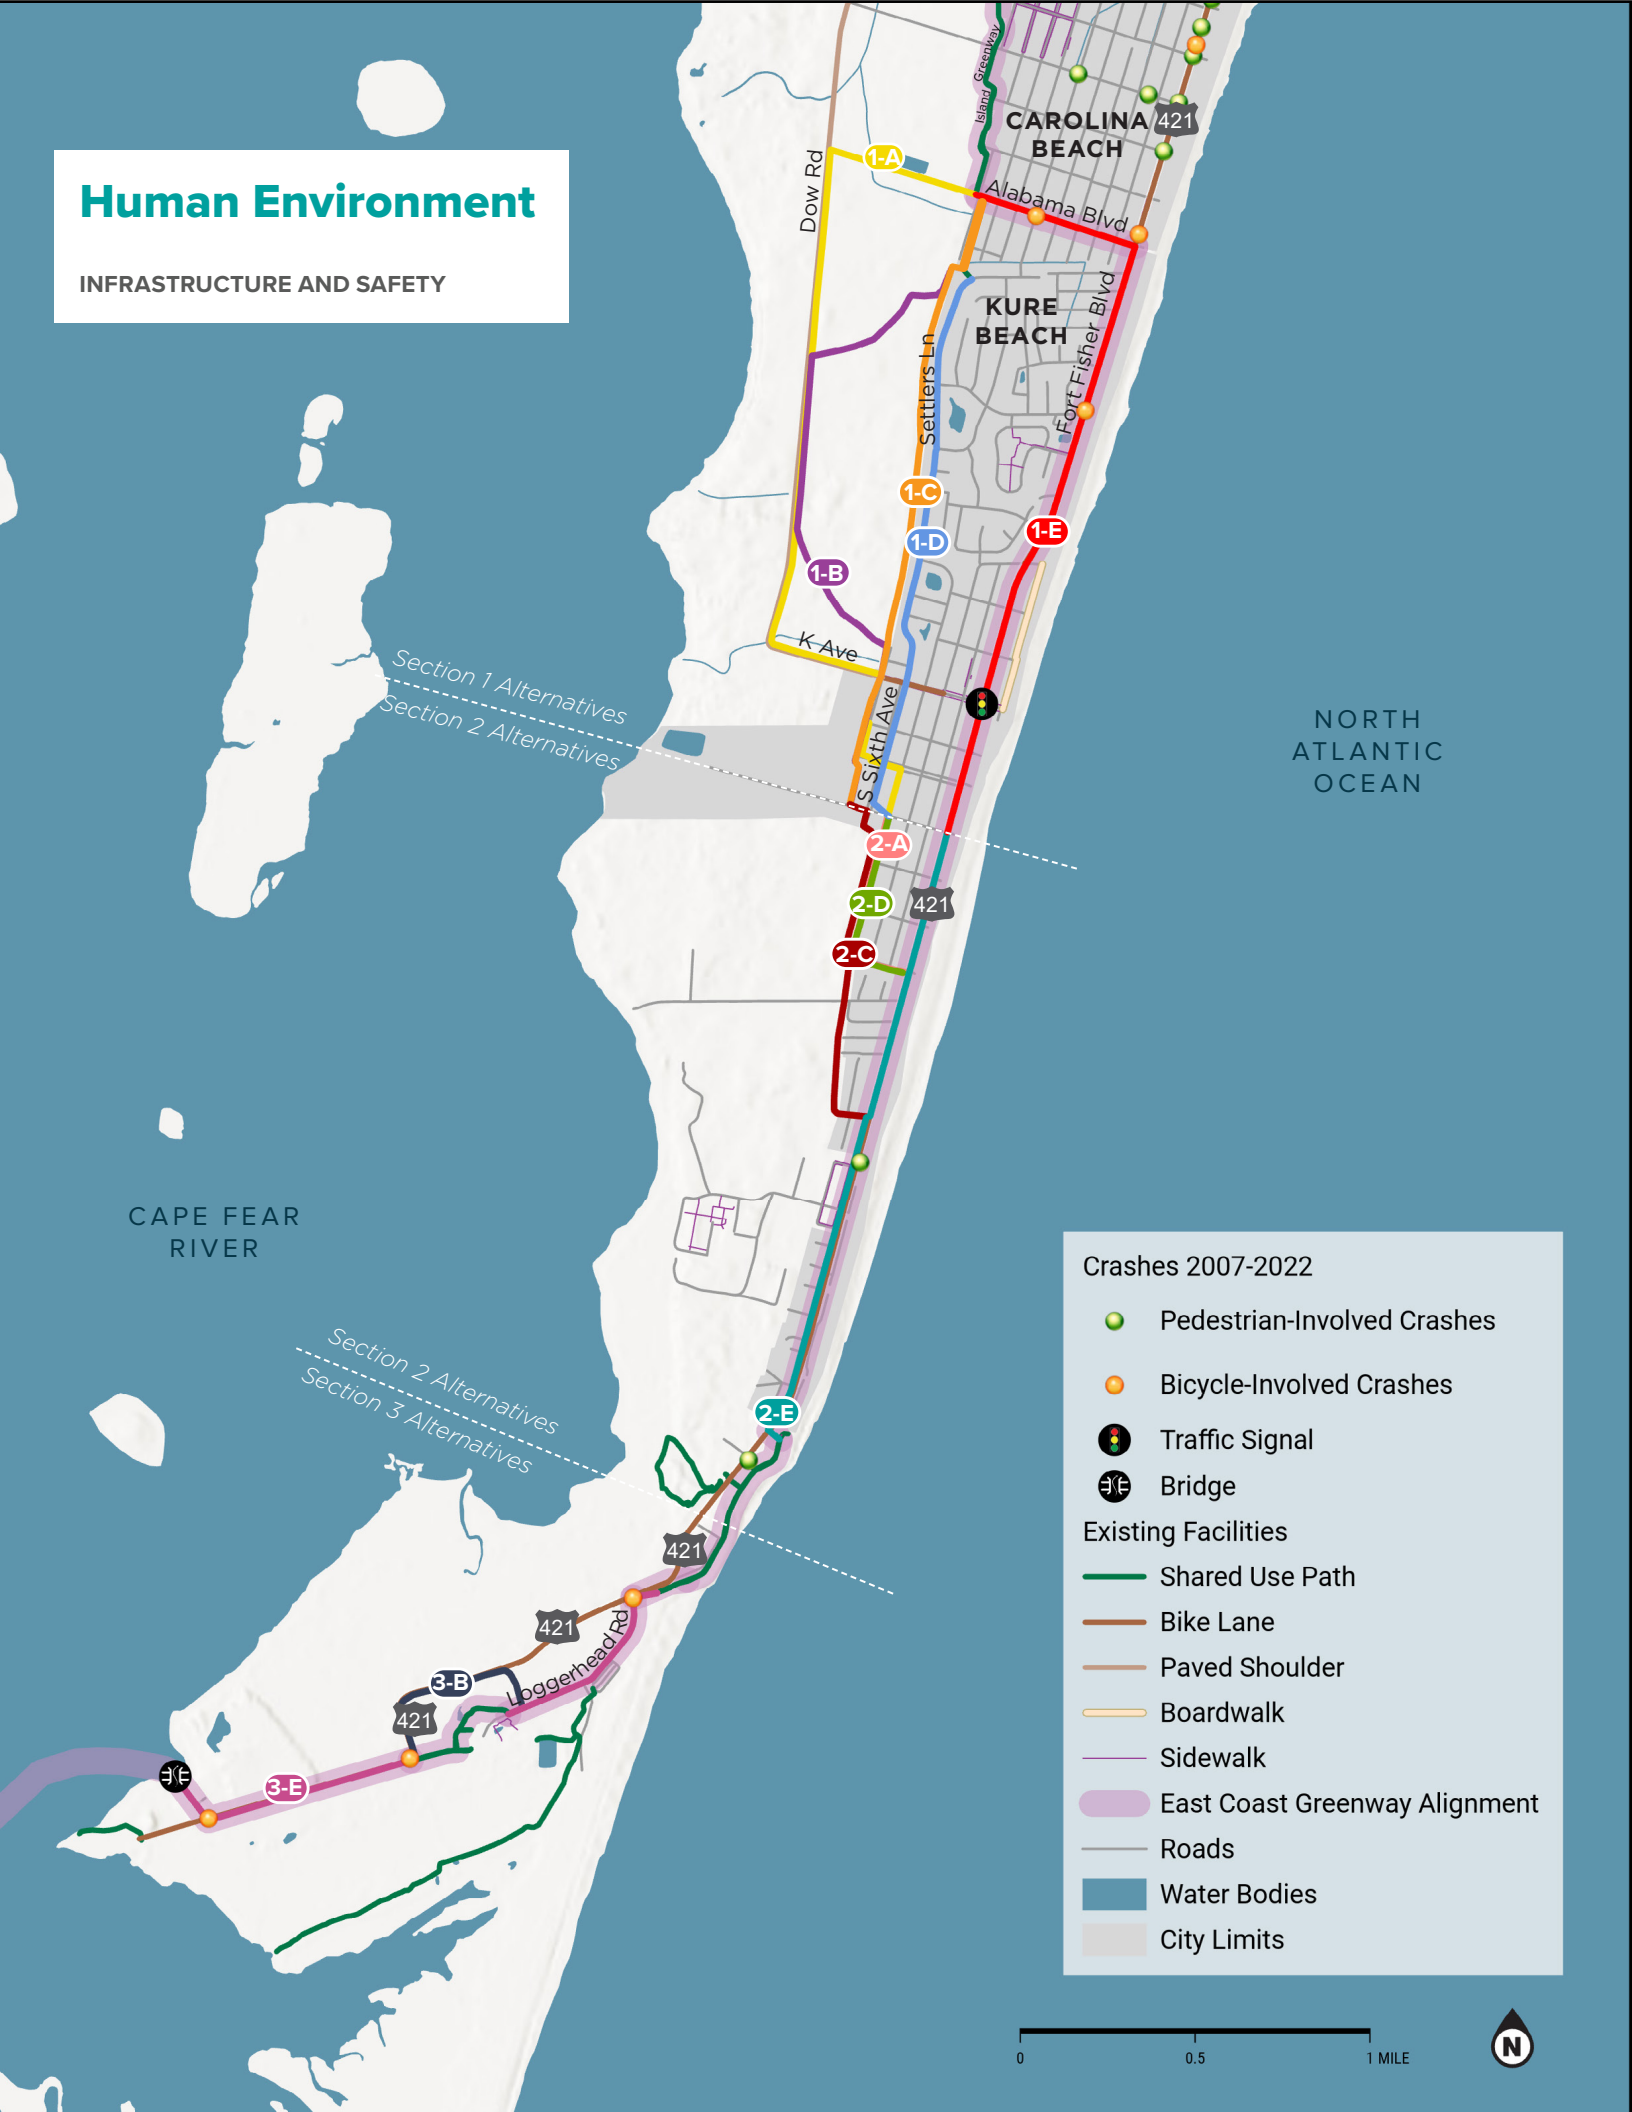 Human Environment
INFRASTRUCTURE AND SAFETY
Island Greenway
CAROLINA
BEACH
421
1-A
Dow Rd
Alabama Blvd
KURE
BEACH
Fort Fisher Blvd
Settlers Ln
1-C
1-D
1-E
1-B
K Ave
Section 1 Alternatives
Section 2 Alternatives
S Sixth Ave
NORTH
ATLANTIC
OCEAN
2-A
2-D
421
2-C
CAPE FEAR
RIVER
Section 2 Alternatives
Section 3 Alternatives
2-E
421
421
Loggerhead Rd
3-B
421
3-E
Crashes 2007-2022
Pedestrian-Involved Crashes
Bicycle-Involved Crashes
Traffic Signal
Bridge
Existing Facilities
Shared Use Path
Bike Lane
Paved Shoulder
Boardwalk
Sidewalk
East Coast Greenway Alignment
Roads
Water Bodies
City Limits
0 0.5 1 MILE
N